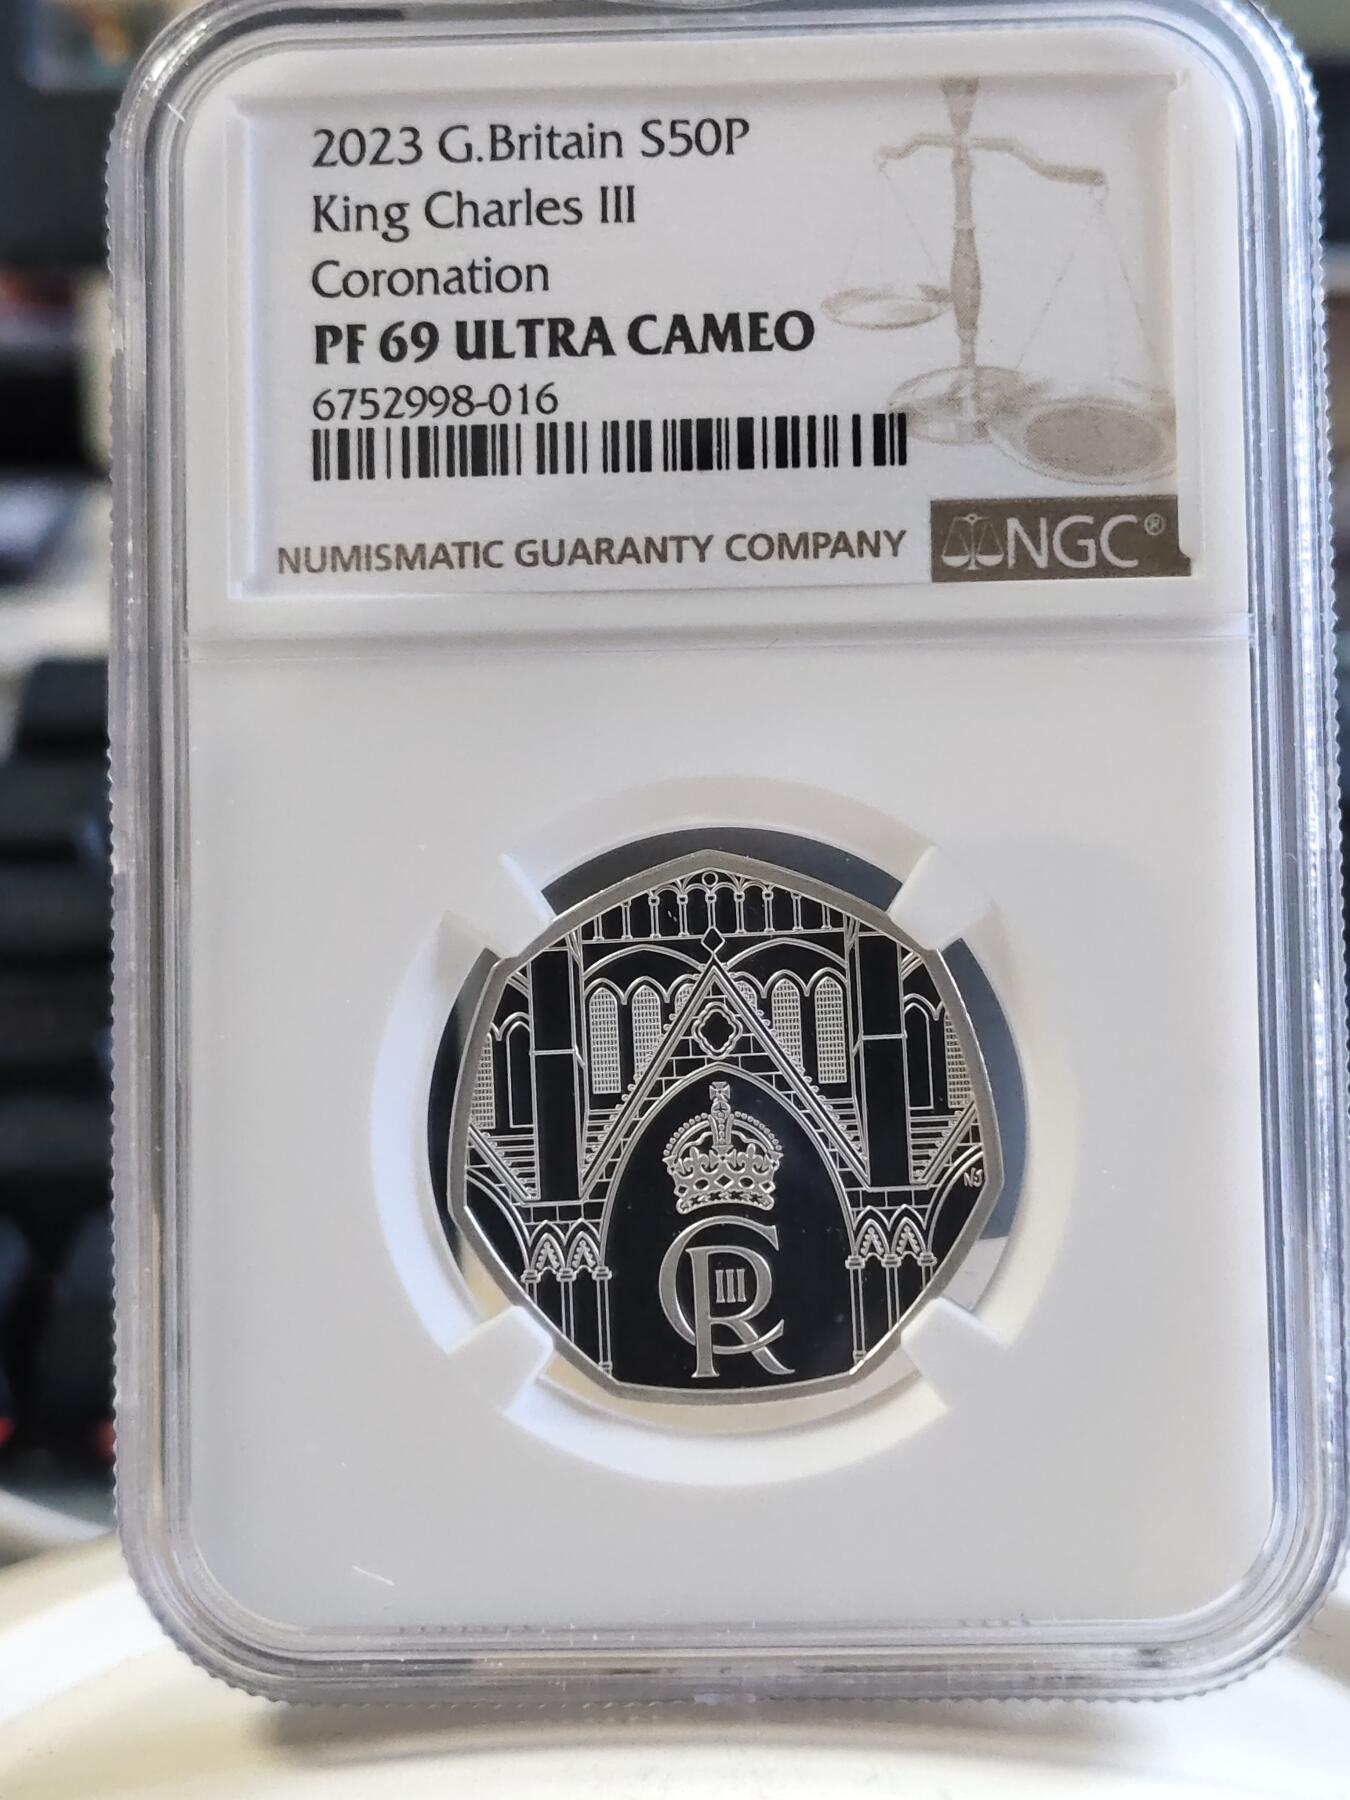 2023 G.Britain S50P
King Charles III
Coronation
PF 69 ULTRA CAMEO
6752998-016
NUMISMATIC GUARANTY COMPANY
NGC®
NJ
CR
III